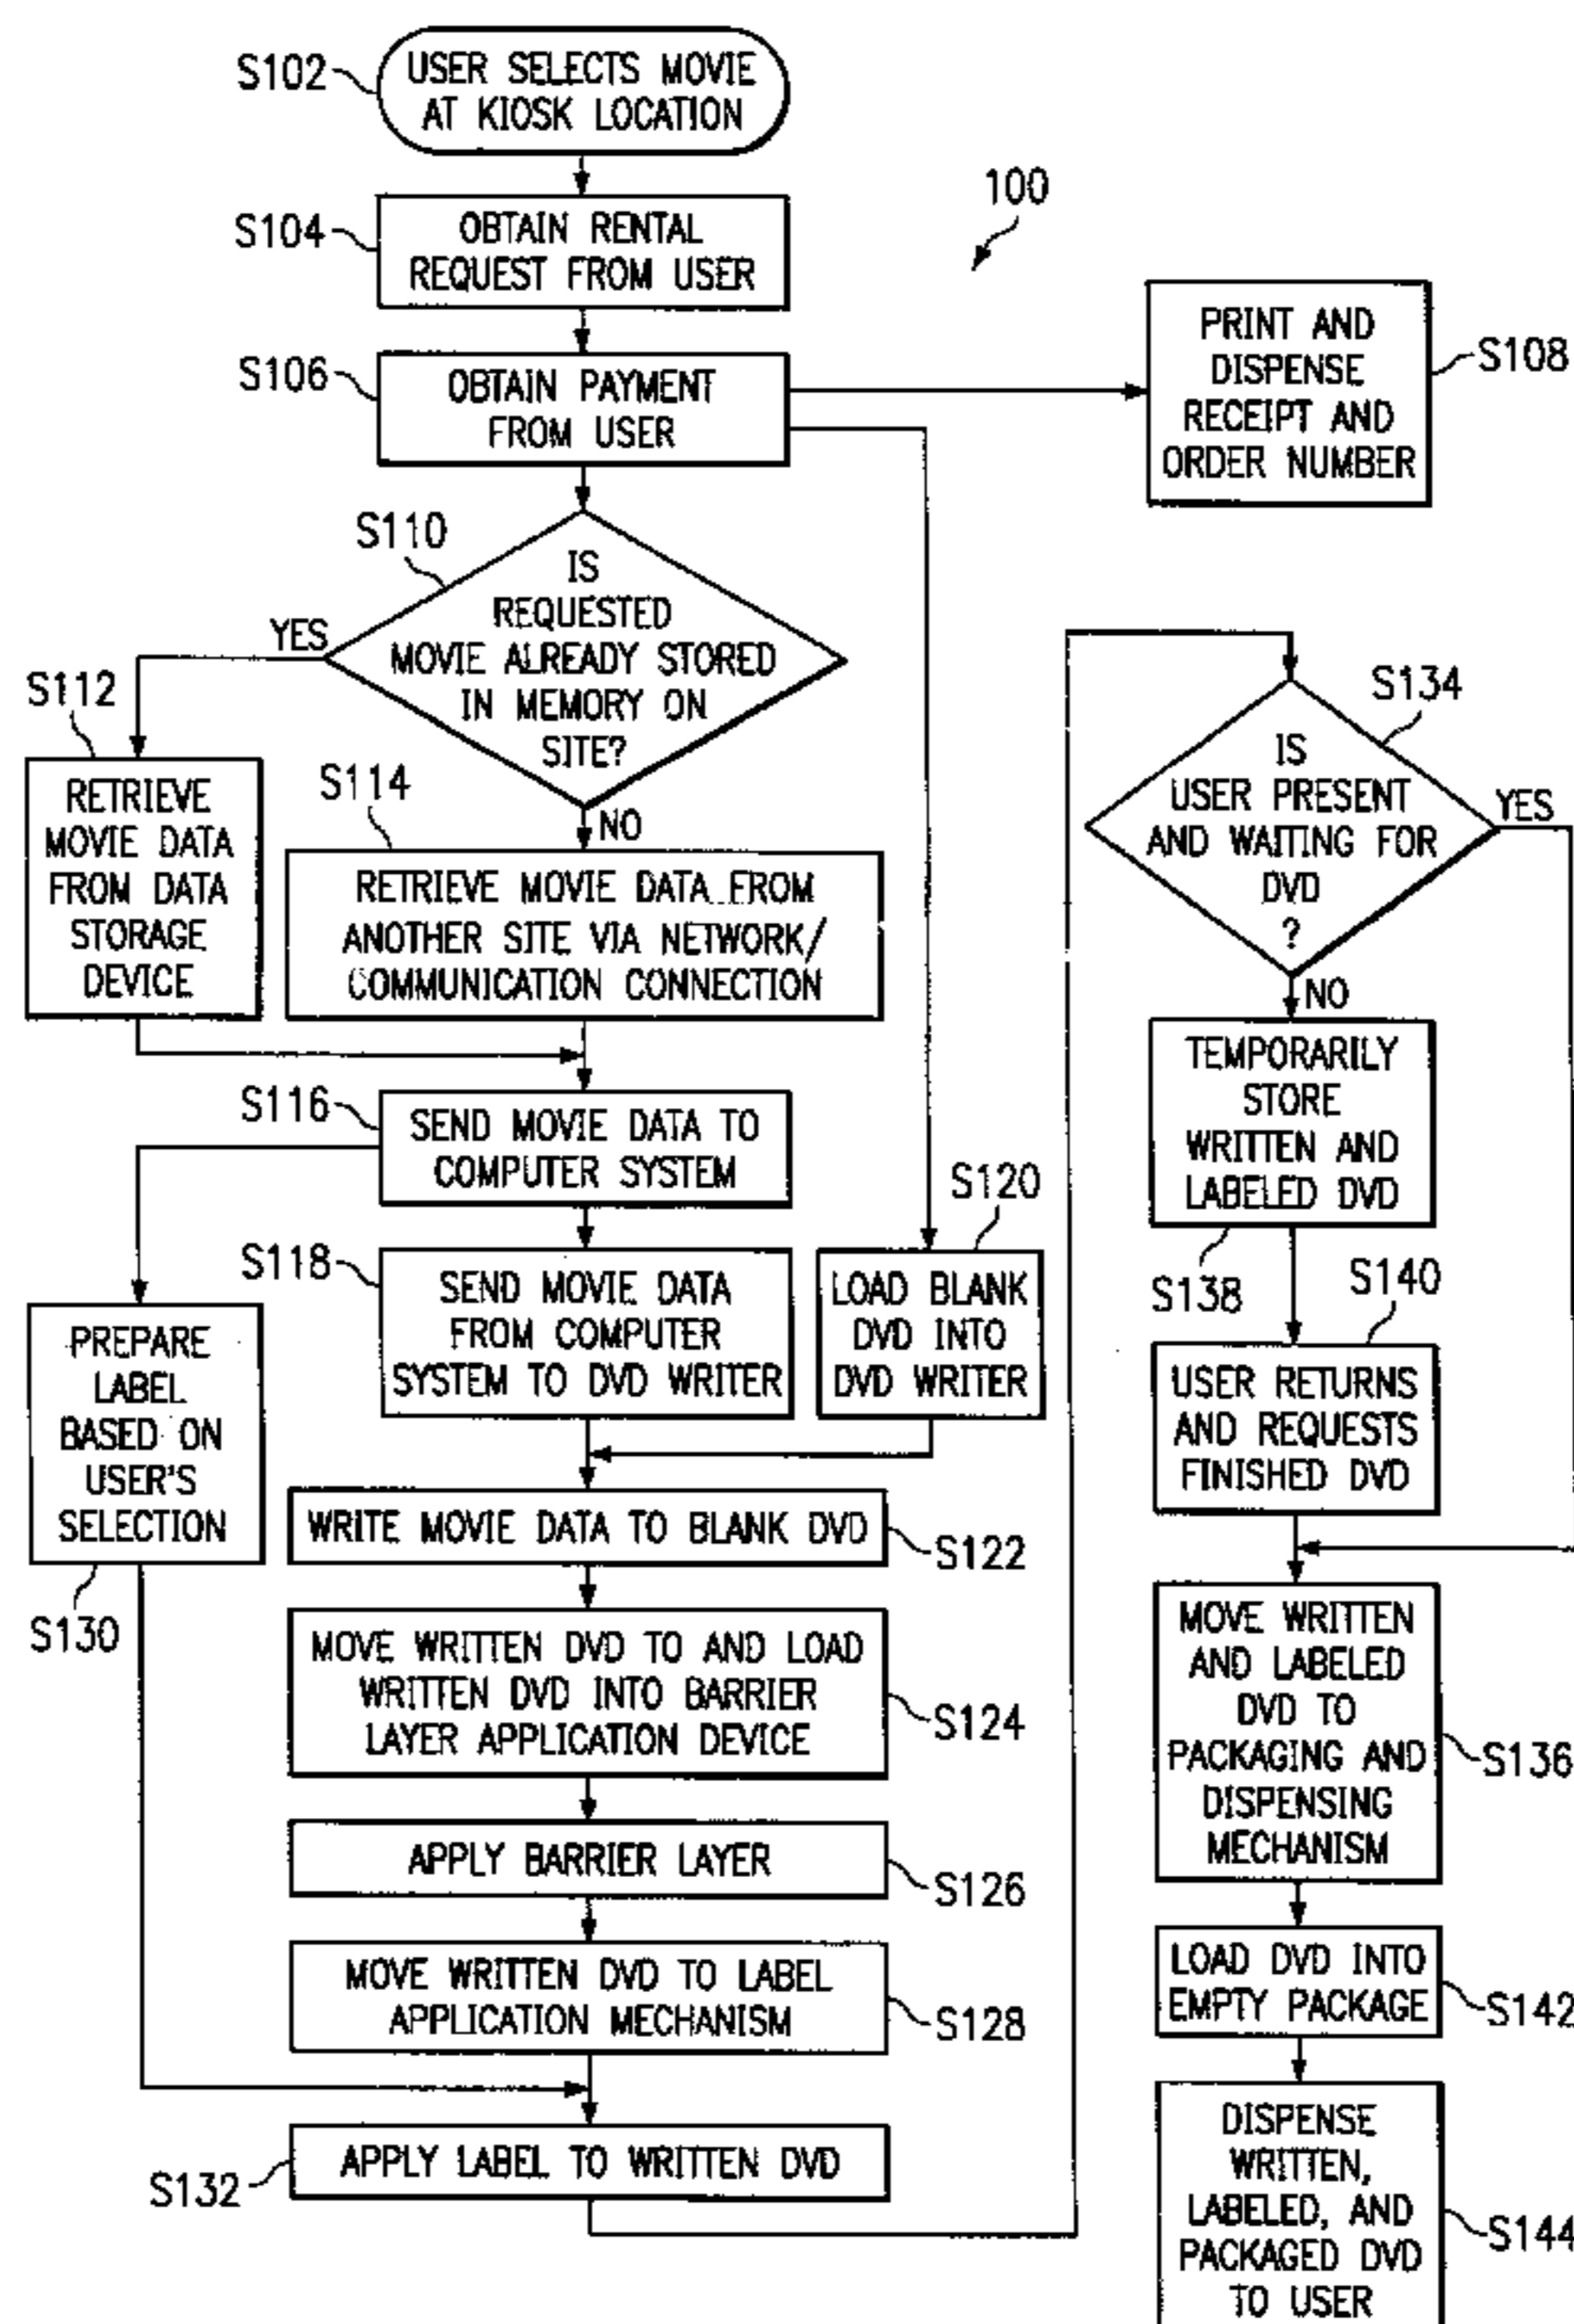 S102
USER SELECTS MOVIE
AT KIOSK LOCATION
100
S104
OBTAIN RENTAL
REQUEST FROM USER
S106
OBTAIN PAYMENT
FROM USER
PRINT AND
DISPENSE
RECEIPT AND
ORDER NUMBER
S108
S110
IS
REQUESTED
MOVIE ALREADY STORED
IN MEMORY ON
SITE?
YES
NO
S112
RETRIEVE
MOVIE DATA
FROM DATA
STORAGE
DEVICE
S114
RETRIEVE MOVIE DATA FROM
ANOTHER SITE VIA NETWORK/
COMMUNICATION CONNECTION
S116
SEND MOVIE DATA TO
COMPUTER SYSTEM
S118
SEND MOVIE DATA
FROM COMPUTER
SYSTEM TO DVD WRITER
S120
LOAD BLANK
DVD INTO
DVD WRITER
PREPARE
LABEL
BASED ON
USER'S
SELECTION
S130
WRITE MOVIE DATA TO BLANK DVD
S122
MOVE WRITTEN DVD TO AND LOAD
WRITTEN DVD INTO BARRIER
LAYER APPLICATION DEVICE
S124
APPLY BARRIER LAYER
S126
MOVE WRITTEN DVD TO LABEL
APPLICATION MECHANISM
S128
APPLY LABEL TO WRITTEN DVD
S132
S134
IS
USER PRESENT
AND WAITING FOR
DVD
?
YES
NO
TEMPORARILY
STORE
WRITTEN AND
LABELED DVD
S138
S140
USER RETURNS
AND REQUESTS
FINISHED DVD
MOVE WRITTEN
AND LABELED
DVD TO
PACKAGING AND
DISPENSING
MECHANISM
S136
LOAD DVD INTO
EMPTY PACKAGE
S142
DISPENSE
WRITTEN,
LABELED, AND
PACKAGED DVD
TO USER
S144